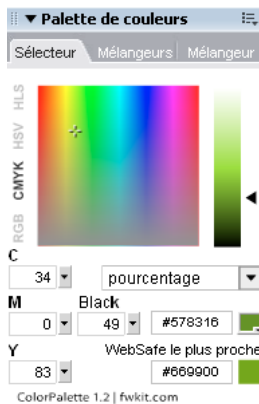 Palette de couleurs
Sélecteur Mélangeurs Mélangeur
HLS
HSV
CMYK
RGB
C
34 pourcentage
M Black
0 49 #578316
Y WebSafe le plus proche
83 #669900
ColorPalette 1.2 | fwkit.com